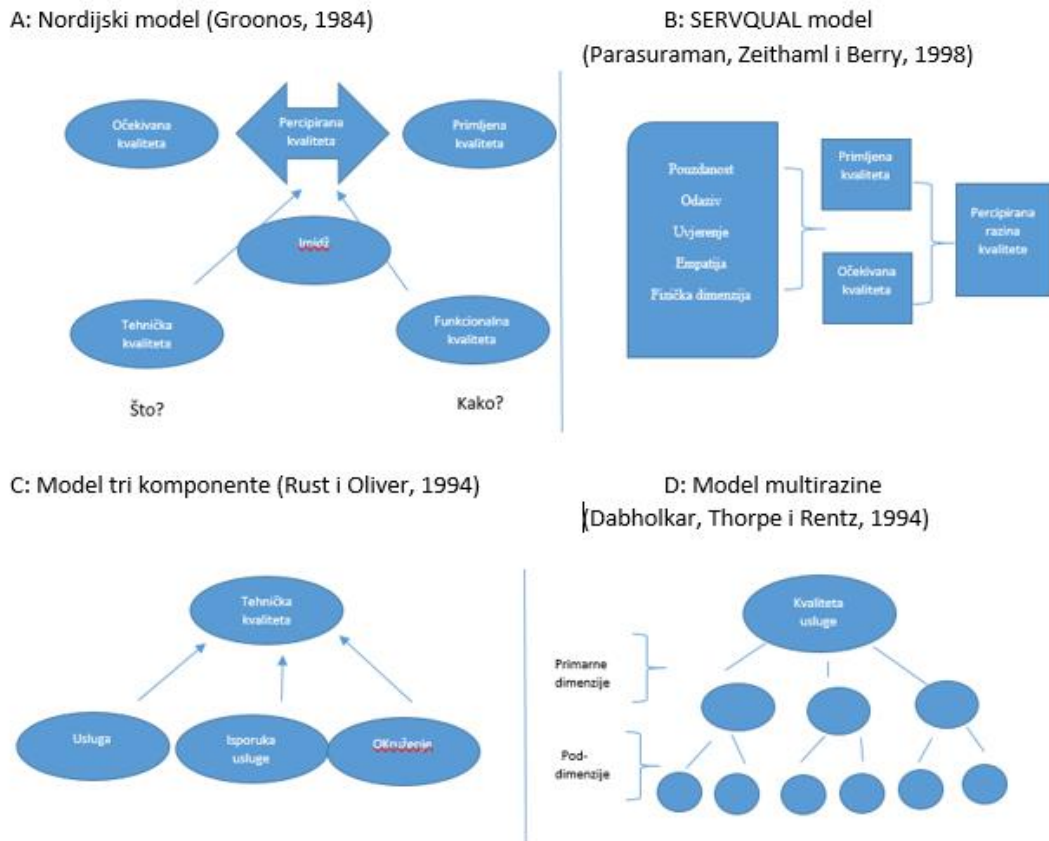 A: Nordijski model (Groonos, 1984)
Očekivana
kvaliteta
Percipirana
kvaliteta
Primljena
kvaliteta
Imidž
Tehnička
kvaliteta
Funkcionalna
kvaliteta
Što?
Kako?
B: SERVQUAL model
(Parasuraman, Zeithaml i Berry, 1998)
Pouzdanost
Odaziv
Uvjerenje
Empatija
Fizička dimenzija
Primljena
kvaliteta
Očekivana
kvaliteta
Percipirana
razina
kvalitete
C: Model tri komponente (Rust i Oliver, 1994)
Tehnička
kvaliteta
Usluga
Isporuka
usluge
OKruženje
D: Model multirazine
(Dabholkar, Thorpe i Rentz, 1994)
Kvaliteta
usluge
Primarne
dimenzije
Pod-
dimenzije